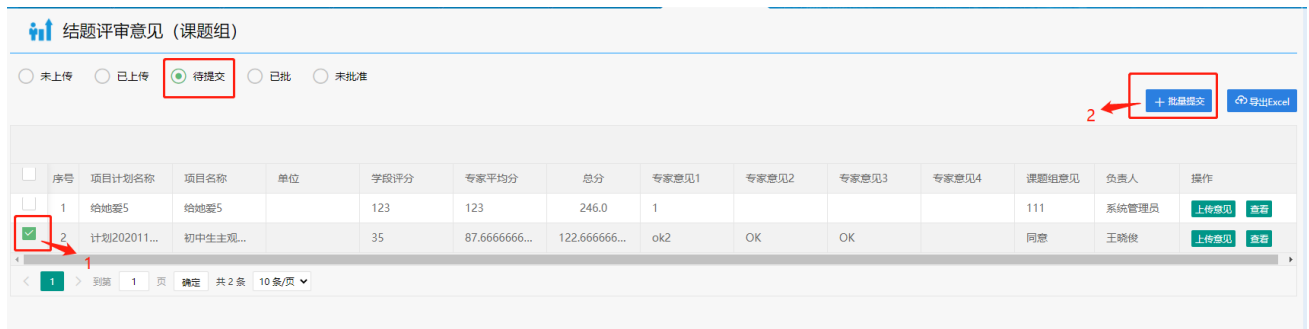 结题评审意见（课题组）
未上传 已上传 待提交 已批 未批准
2 批量提交 导出Excel
序号 项目计划名称 项目名称 单位 学段评分 专家平均分 总分 专家意见1 专家意见2 专家意见3 专家意见4 课题组意见 负责人 操作
1 给她爱5 给她爱5 123 123 246.0 1 111 系统管理员 上传意见 查看
2 计划202011... 初中生主观... 35 87.6666666... 122.666666... ok2 OK OK 同意 王晓俊 上传意见 查看
1
1 到第 1 页 确定 共 2 条 10 条/页